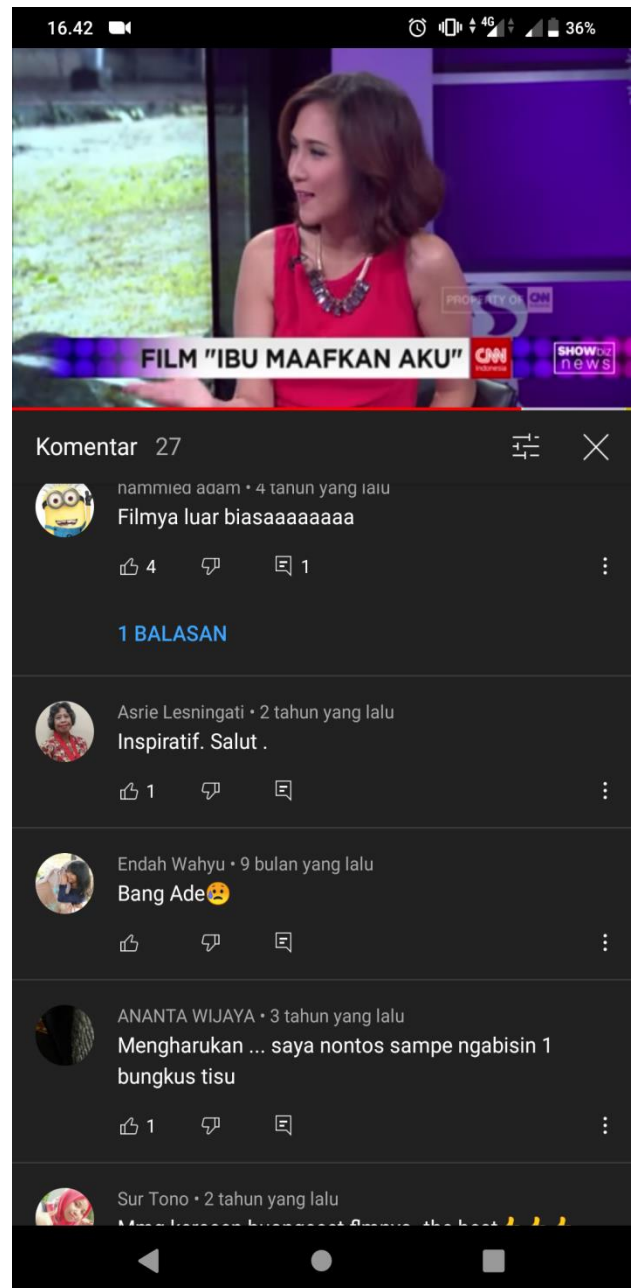 16.42
4G
36%
PROPERTY OF CNN
FILM "IBU MAAFKAN AKU"
CNN
Indonesia
SHOWbiz
news
Komentar 27
hammied adam • 4 tahun yang lalu
Filmya luar biasaaaaaaaa
4 1
1 BALASAN
Asrie Lesningati • 2 tahun yang lalu
Inspiratif. Salut .
1
Endah Wahyu • 9 bulan yang lalu
Bang Ade😢
ANANTA WIJAYA • 3 tahun yang lalu
Mengharukan ... saya nontos sampe ngabisin 1
bungkus tisu
1
Sur Tono • 2 tahun yang lalu